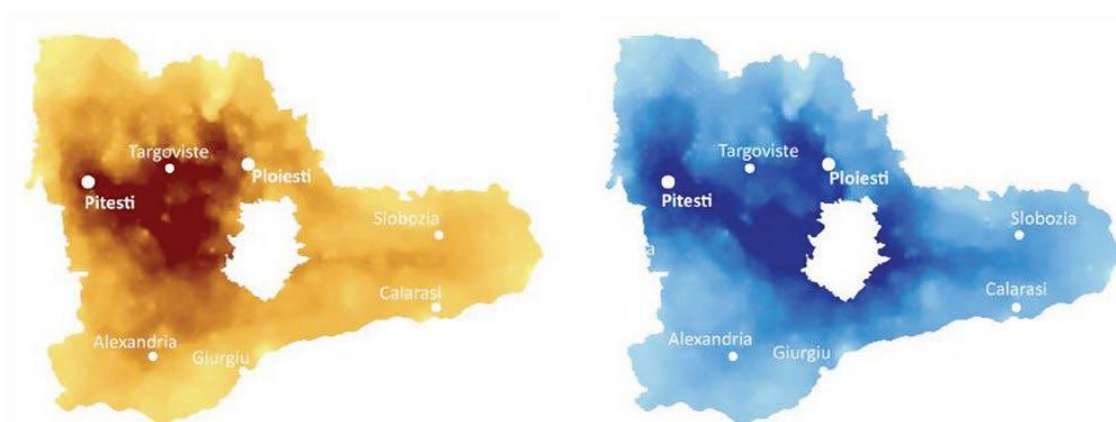 Targoviste
Ploiesti
Pitesti
Slobozia
Calarasi
Alexandria
Giurgiu
Targoviste
Ploiesti
Pitesti
Slobozia
a
Calarasi
Alexandria
Giurgiu